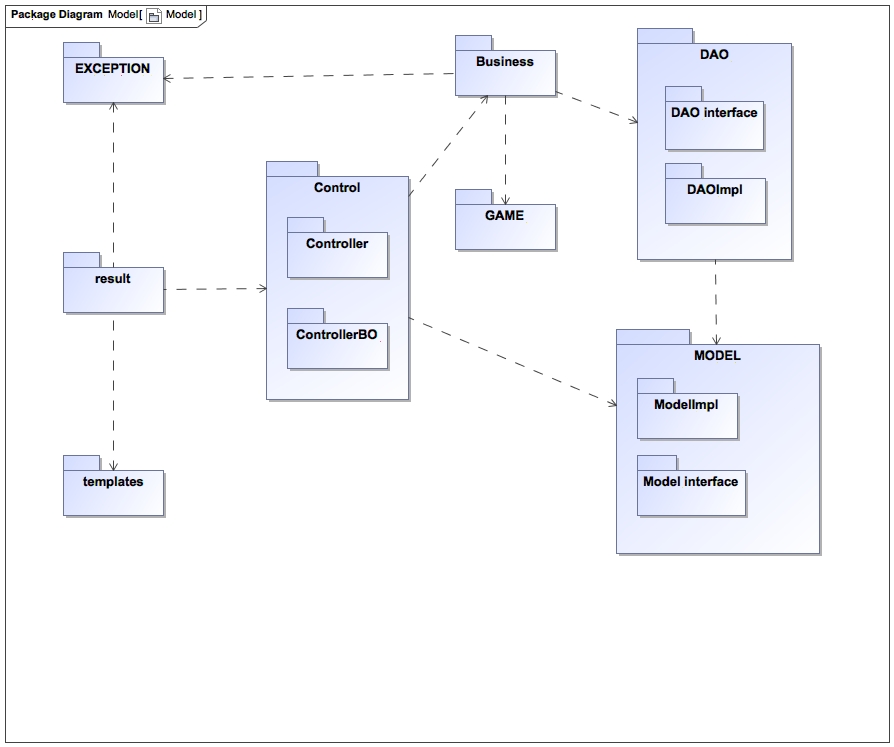 Package Diagram Model[ Model ]
EXCEPTION
Business
DAO
DAO interface
DAOImpl
Control
Controller
ControllerBO
GAME
result
MODEL
ModelImpl
Model interface
templates